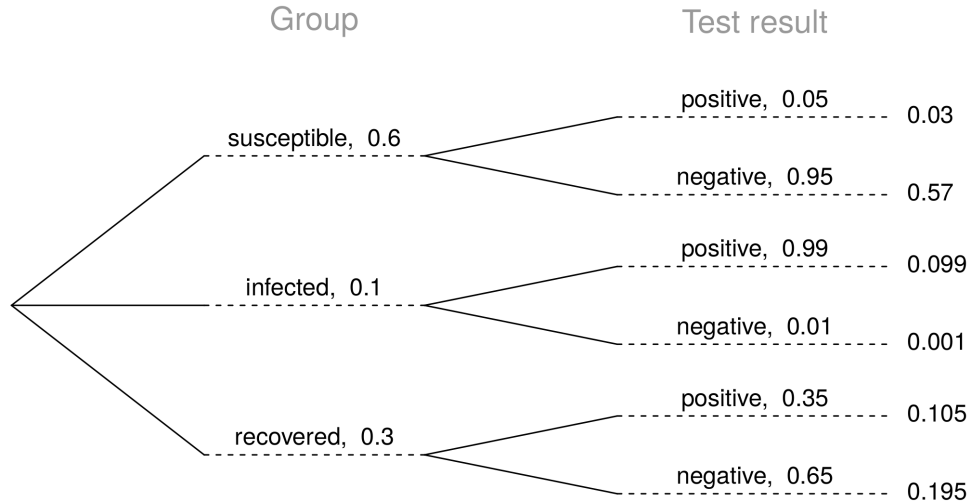 Group
Test result
susceptible, 0.6
positive, 0.05
0.03
negative, 0.95
0.57
infected, 0.1
positive, 0.99
0.099
negative, 0.01
0.001
recovered, 0.3
positive, 0.35
0.105
negative, 0.65
0.195